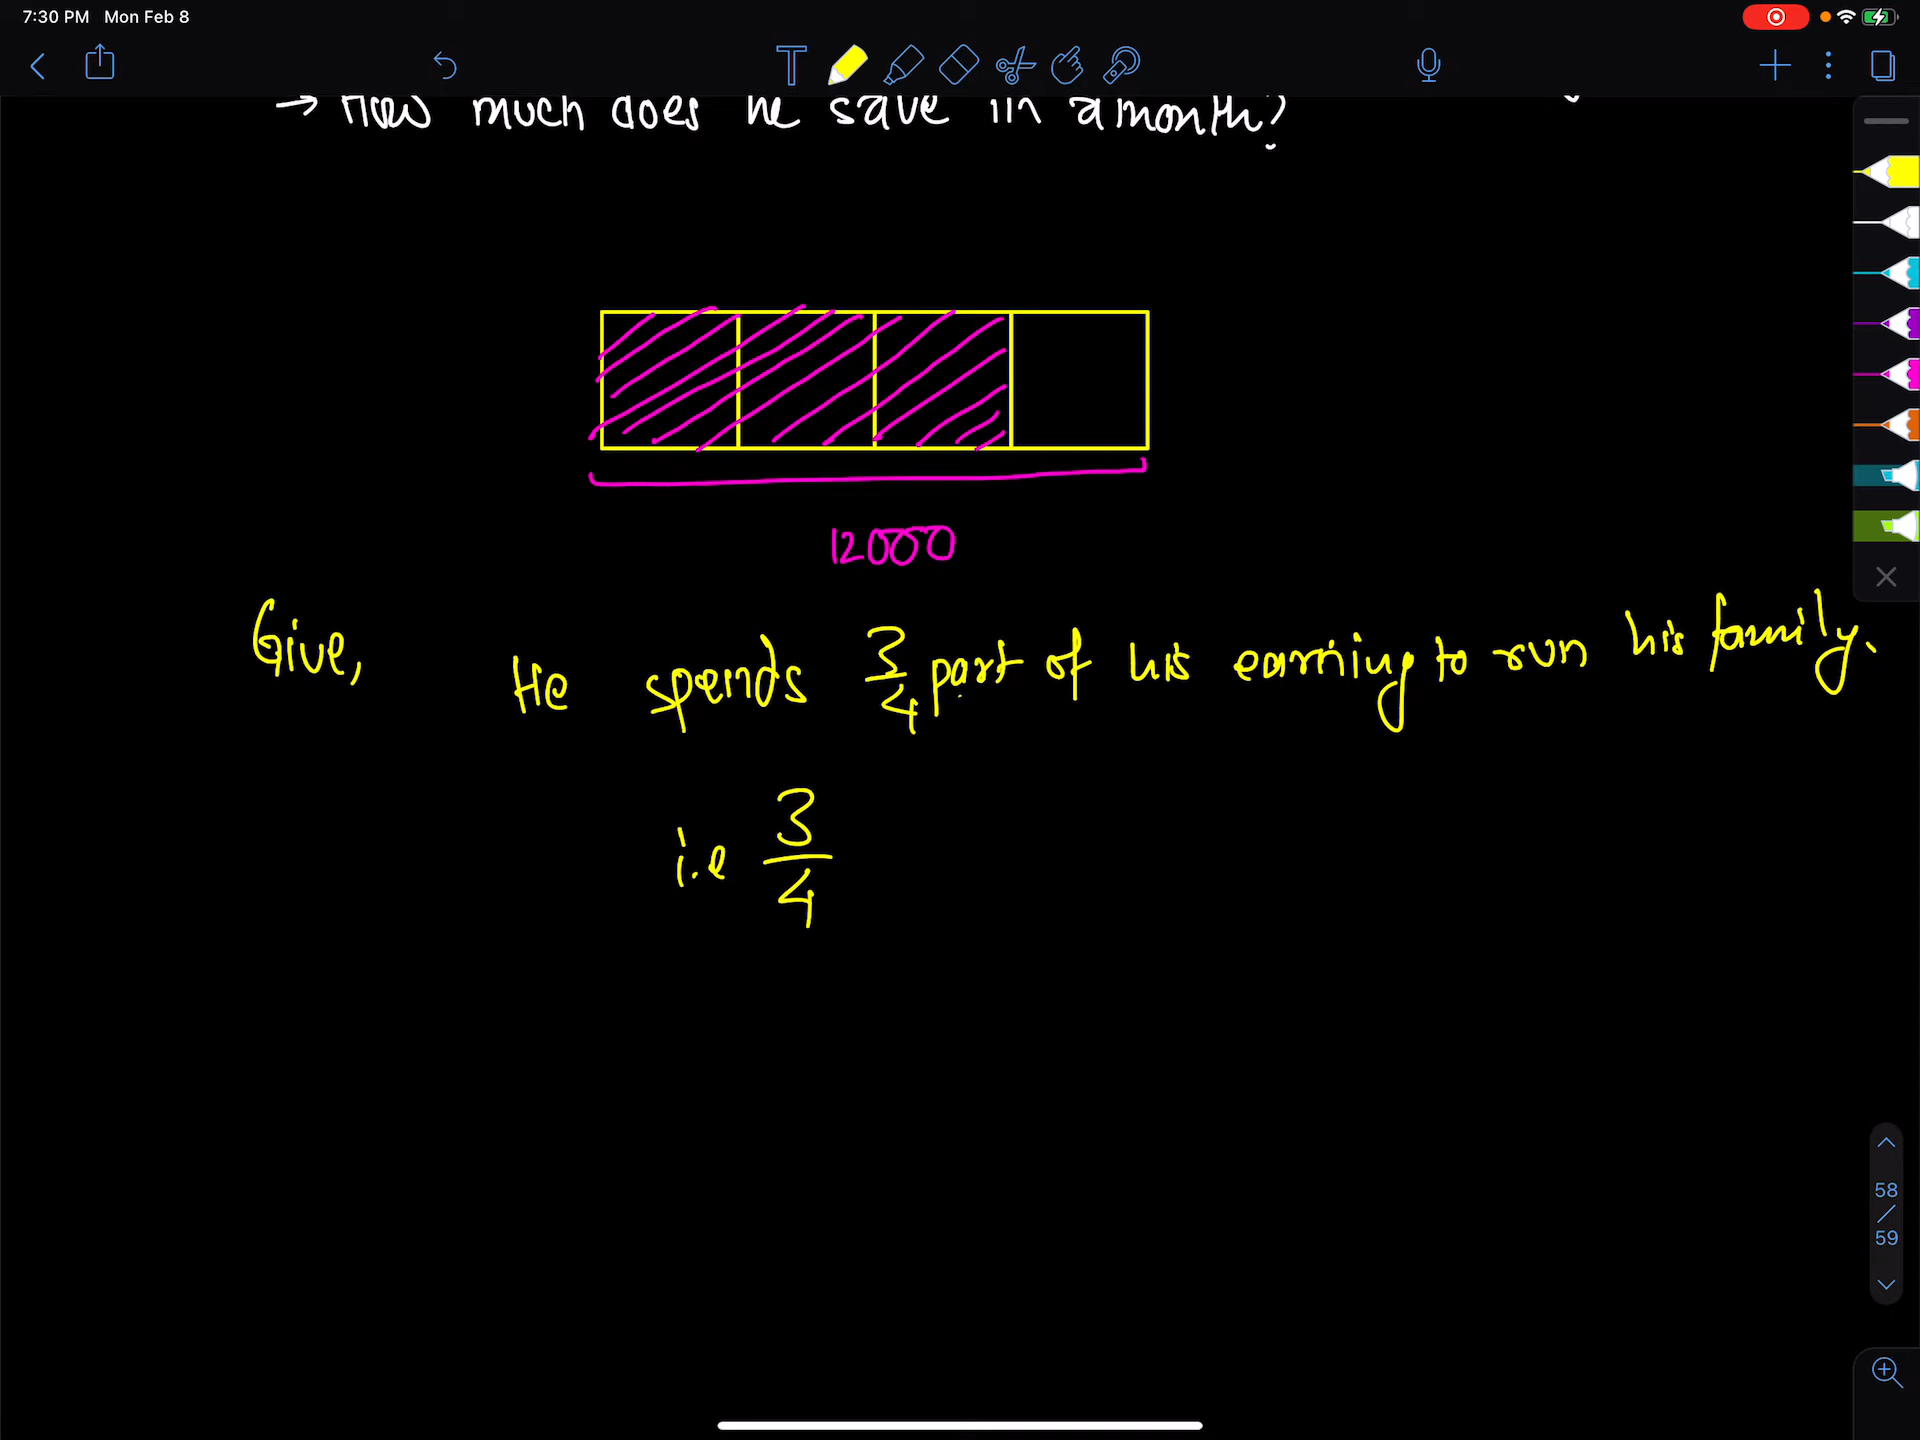 7:30 PM Mon Feb 8
→ How much does he save in a month?
12000
Give, He spends 3/4 part of his earning to run his family.
i.e 3/4
58
/
59